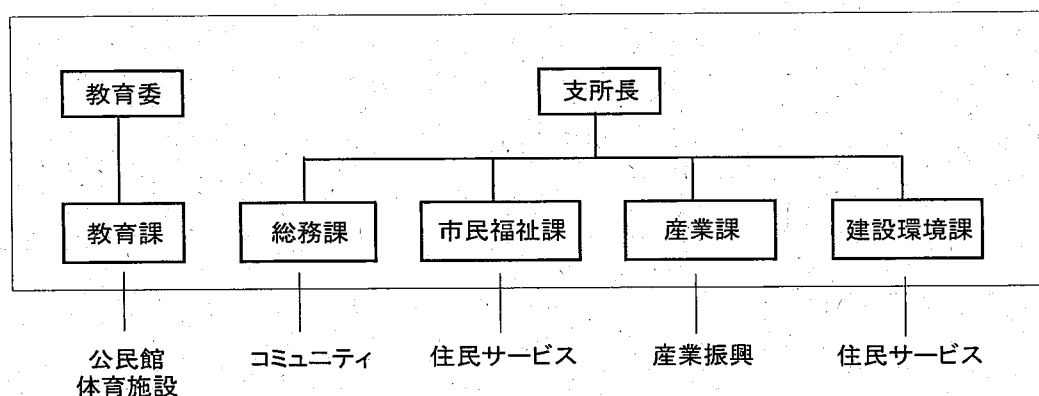 教育委
支所長
教育課
総務課
市民福祉課
産業課
建設環境課
公民館
体育施設
コミュニティ
住民サービス
産業振興
住民サービス